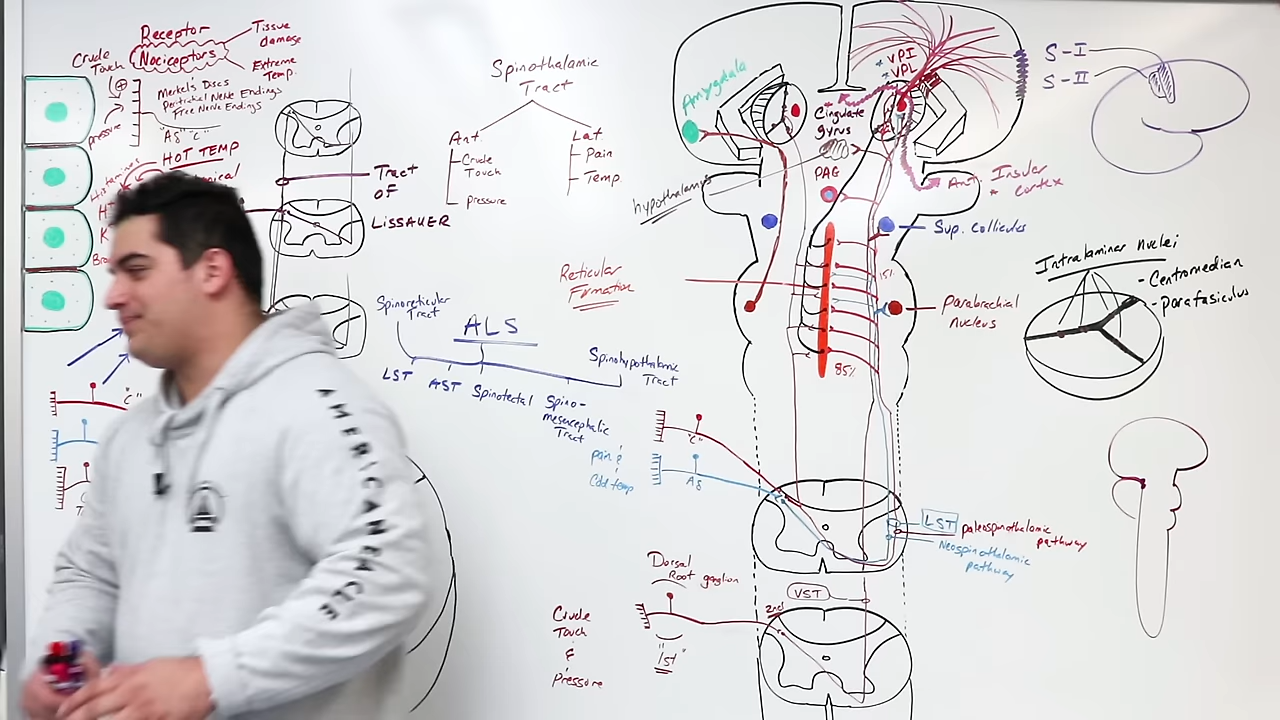 Receptor
Nociceptors
Tissue
damage
Extreme
Temp.
Crude
Touch
(+)
pressure
Merkel's Discs
Peritrichal Nerve Endings
Free Nerve Endings
"Aδ" "C"
HOT TEMP
Tract
of
LISSAUER
Spinothalamic
Tract
Ant.
Crude
Touch
pressure
Lat.
Pain
Temp.
Spinoreticular
Tract
ALS
LST
AST
Spinotectal
Spino-
mesencephalic
Tract
Spinohypothalamic
Tract
"C"
Reticular
Formation
Amygdala
hypothalamus
Cingulate
gyrus
VPI
VPL
PAG
S-I
S-II
Ant. Insular
cortex
Sup. Colliculus
15%
Parabrachial
nucleus
85%
Intralaminar Nuclei
- Centromedian
- Parafasiculus
pain &
Cold temp
"C"
Aδ
LST
paleospinothalamic
pathway
Neospinothalamic
pathway
VST
Dorsal
Root ganglion
2nd
"1st"
Crude
Touch
&
pressure
AMERICAN EAGLE